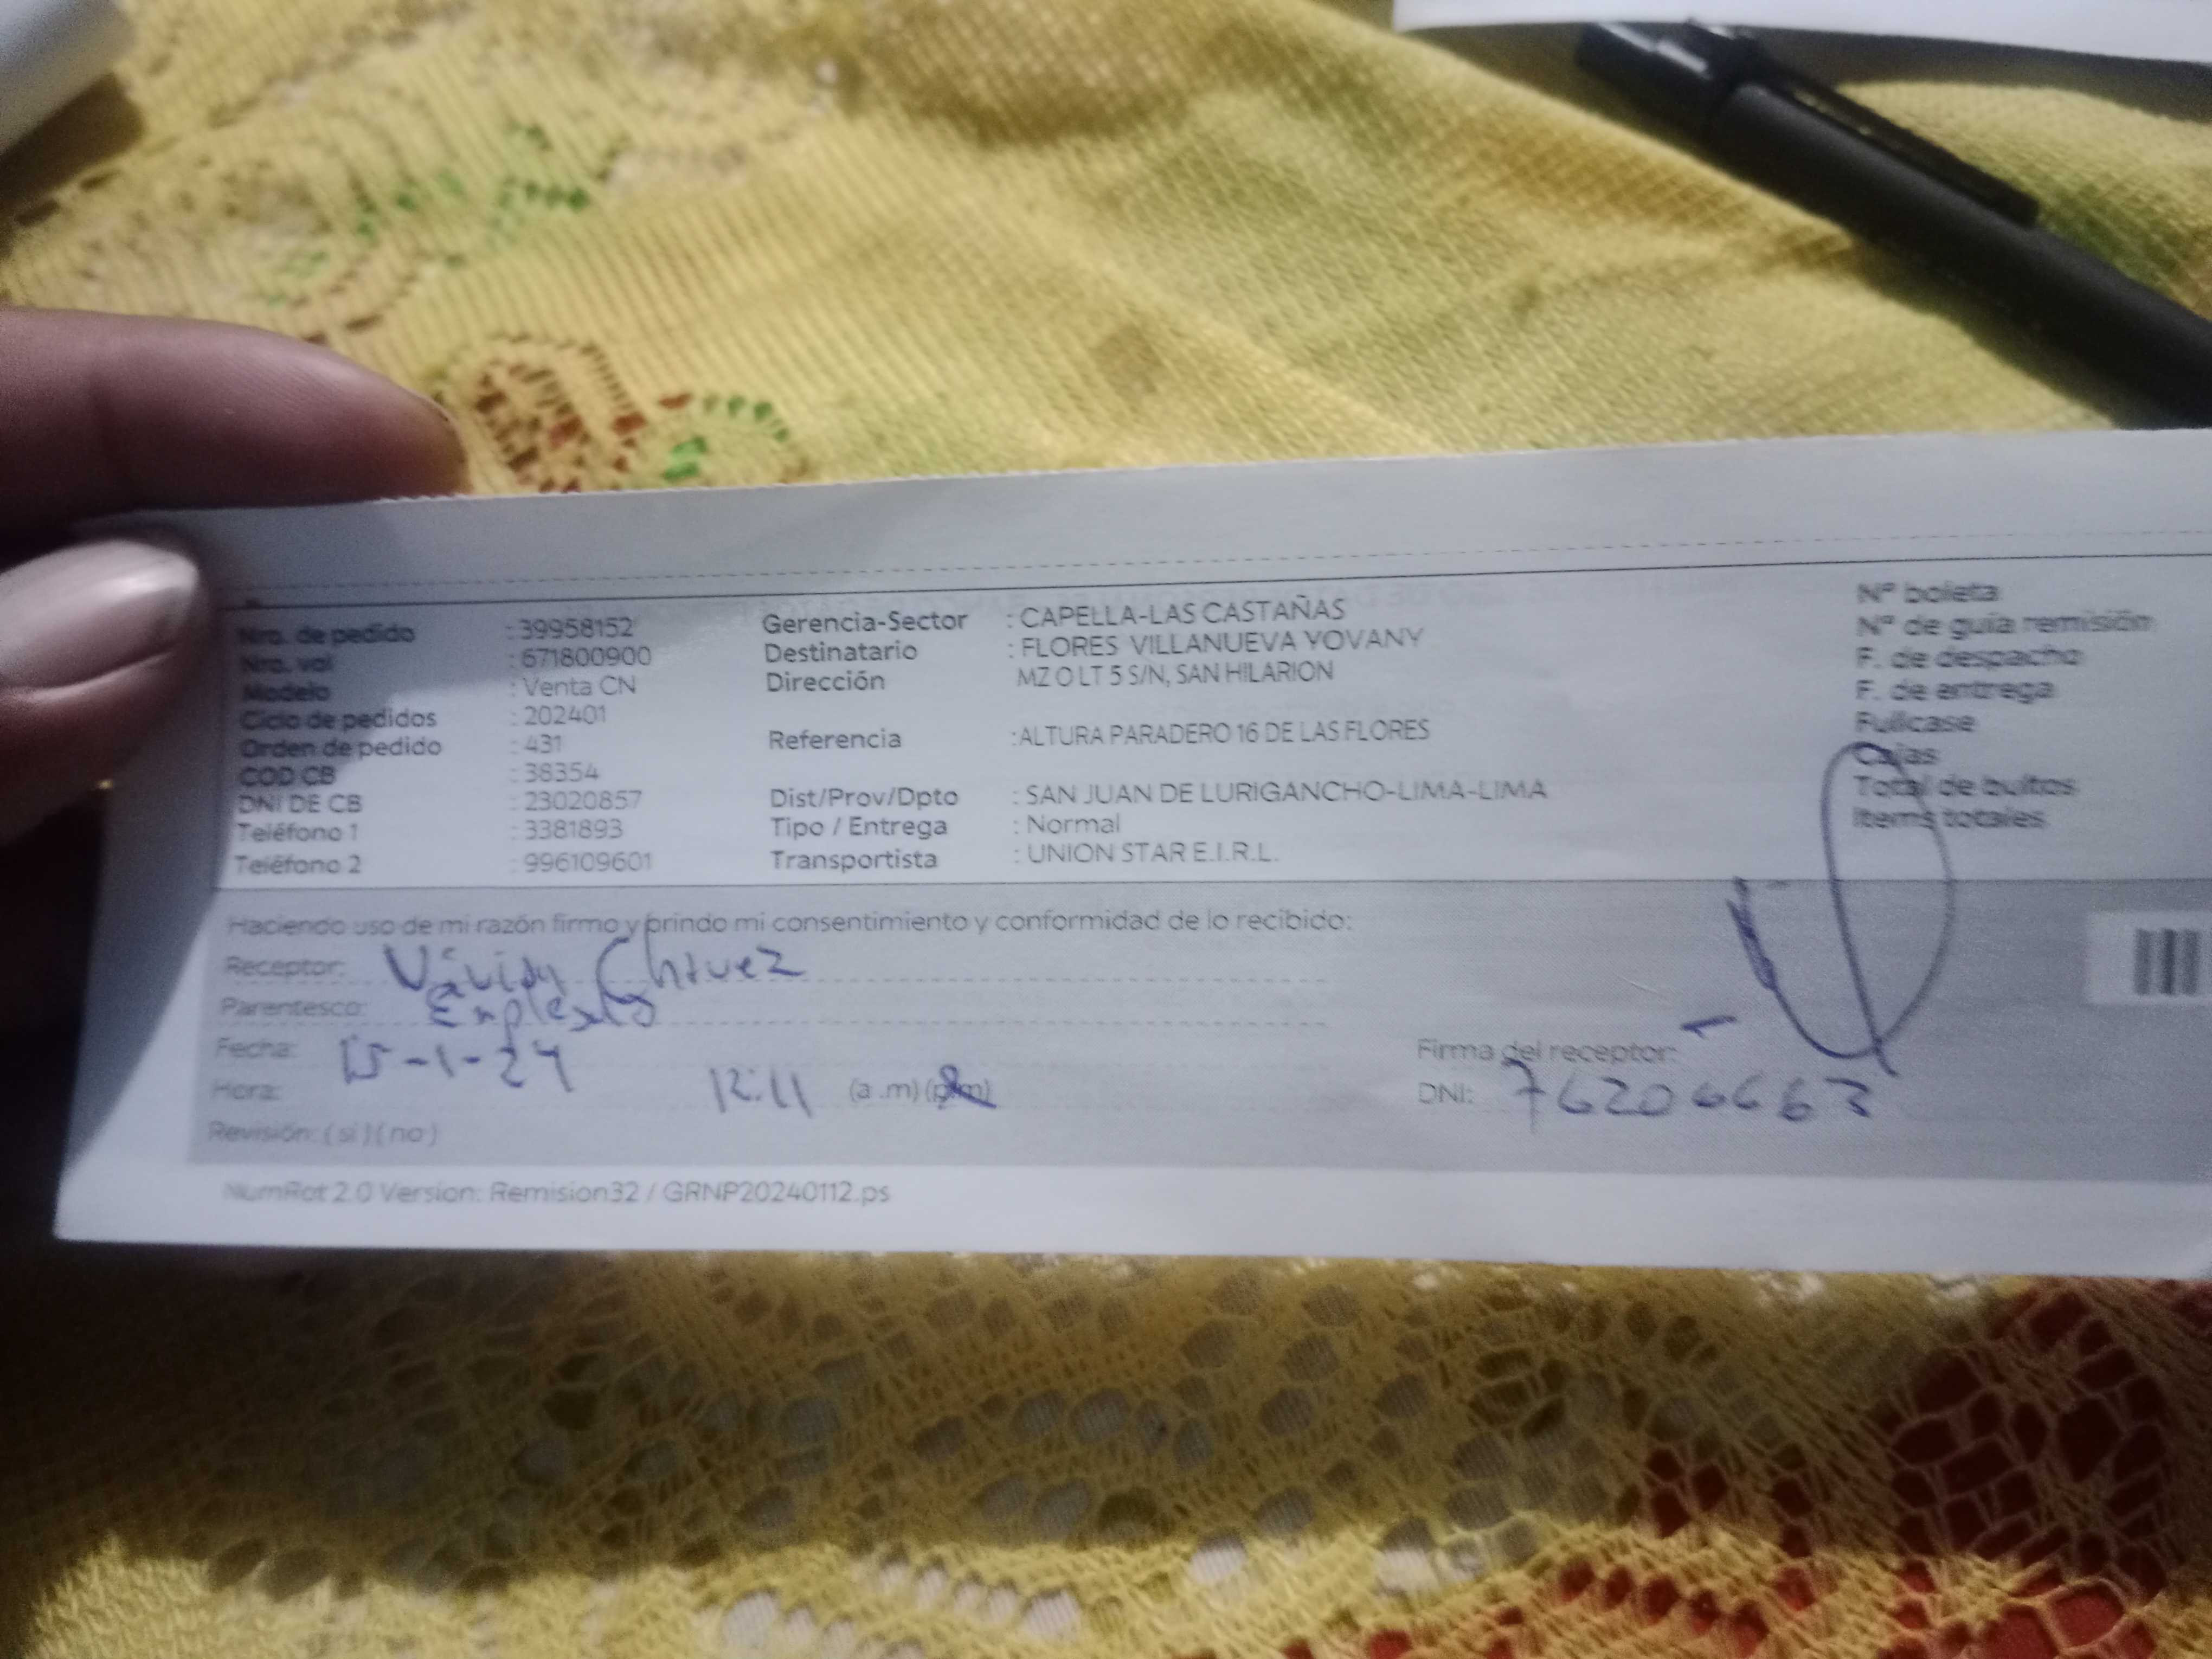 Nro. de pedido : 39958152
Nro. val : 671800900
Modelo : Venta CN
Ciclo de pedidos : 202401
Orden de pedido : 431
COD CB : 38354
DNI DE CB : 23020857
Teléfono 1 : 3381893
Teléfono 2 : 996109601
Gerencia-Sector : CAPELLA-LAS CASTAÑAS
Destinatario : FLORES VILLANUEVA YOVANY
Dirección MZ O LT 5 S/N, SAN HILARION
Referencia : ALTURA PARADERO 16 DE LAS FLORES
Dist/Prov/Dpto : SAN JUAN DE LURIGANCHO-LIMA-LIMA
Tipo / Entrega : Normal
Transportista : UNION STAR E.I.R.L.
Nº boleta
Nº de guía remisión
F. de despacho
F. de entrega
Fullcase
Cajas
Total de bultos
Items totales
Haciendo uso de mi razón firmo y brindo mi consentimiento y conformidad de lo recibido:
Receptor: Chavez
Parentesco:
Fecha: 15-1-24
Hora: 12:11 (a .m) (p.m)
Revisión: ( sí ) ( no )
Firma del receptor:
DNI: 76206663
NumRot 2.0 Version: Remision32 / GRNP20240112.ps